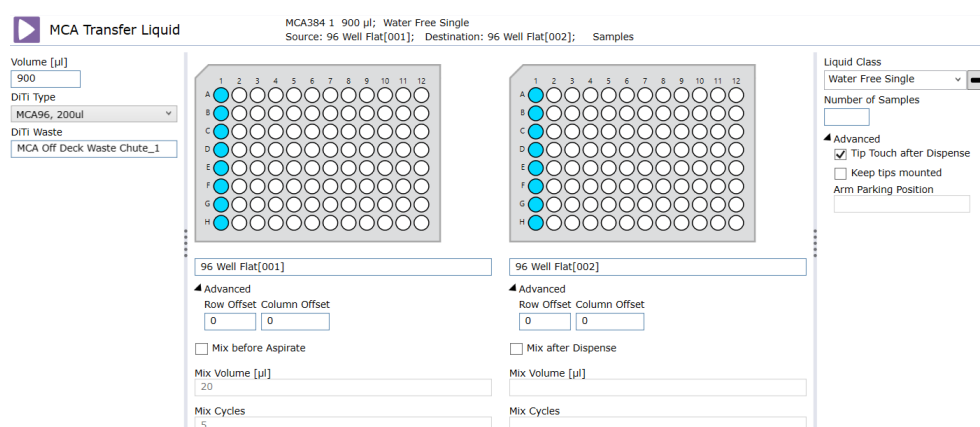 MCA Transfer Liquid
MCA384 1 900 µl; Water Free Single
Source: 96 Well Flat[001]; Destination: 96 Well Flat[002]; Samples
Volume [µl]
900
DiTi Type
MCA96, 200ul
DiTi Waste
MCA Off Deck Waste Chute_1
1 2 3 4 5 6 7 8 9 10 11 12
A
B
C
D
E
F
G
H
96 Well Flat[001]
Advanced
Row Offset Column Offset
0 0
Mix before Aspirate
Mix Volume [µl]
20
Mix Cycles
5
1 2 3 4 5 6 7 8 9 10 11 12
A
B
C
D
E
F
G
H
96 Well Flat[002]
Advanced
Row Offset Column Offset
0 0
Mix after Dispense
Mix Volume [µl]
Mix Cycles
Liquid Class
Water Free Single
Number of Samples
Advanced
Tip Touch after Dispense
Keep tips mounted
Arm Parking Position